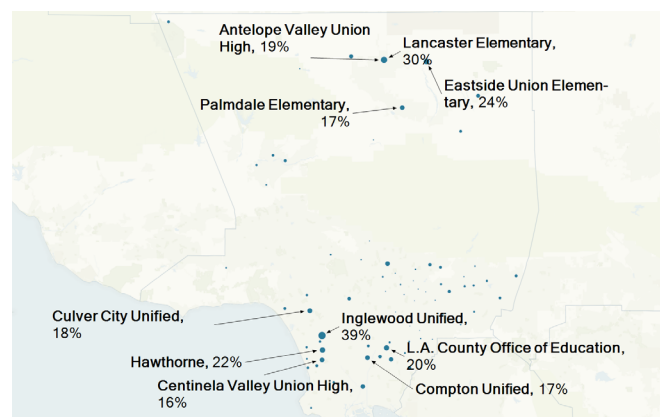 Antelope Valley Union
High, 19%
Lancaster Elementary,
30%
Eastside Union Elemen-
tary, 24%
Palmdale Elementary,
17%
Culver City Unified,
18%
Inglewood Unified,
39%
Hawthorne, 22%
L.A. County Office of Education,
20%
Centinela Valley Union High,
16%
Compton Unified, 17%